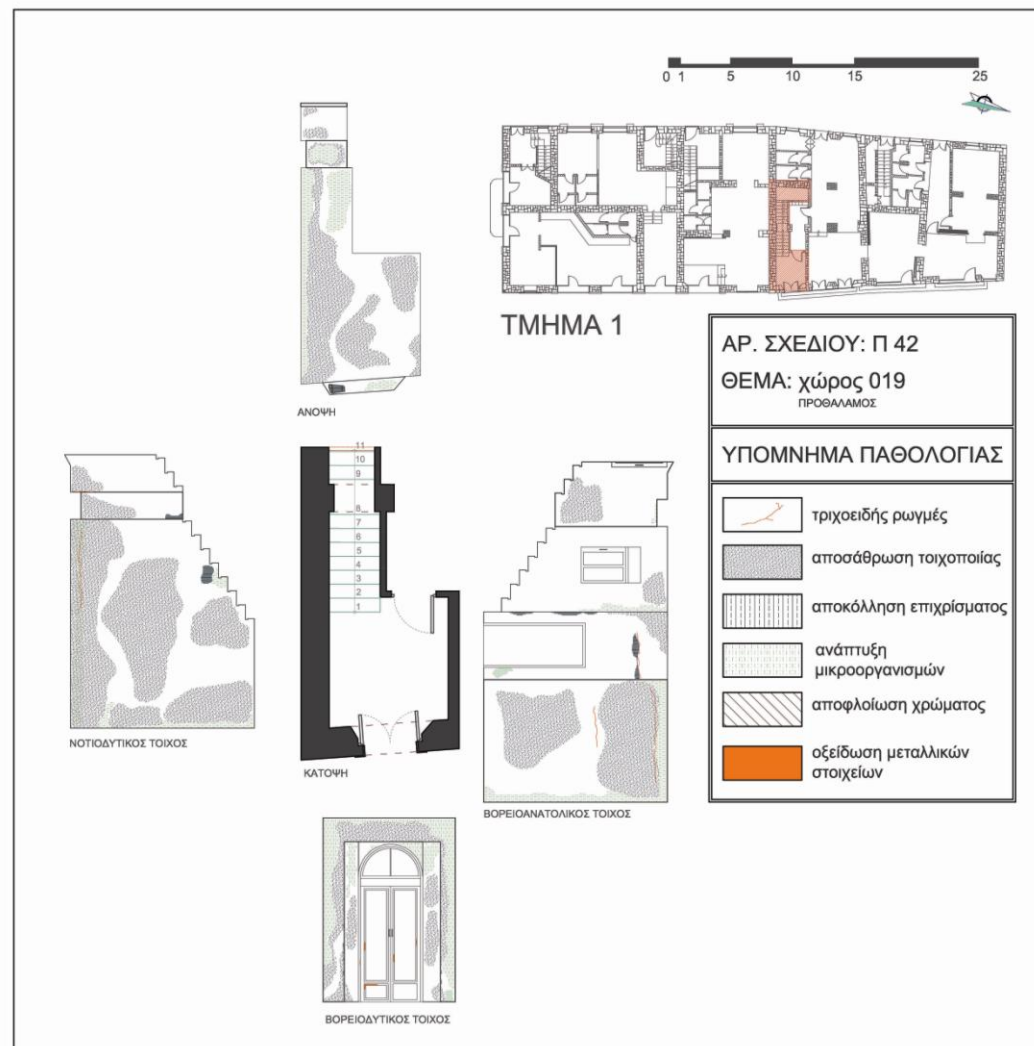 0 1 5 10 15 25
ΤΜΗΜΑ 1
ΑΡ. ΣΧΕΔΙΟΥ: Π 42
ΘΕΜΑ: χώρος 019
ΠΡΟΘΑΛΑΜΟΣ
ΥΠΟΜΝΗΜΑ ΠΑΘΟΛΟΓΙΑΣ
τριχοειδής ρωγμές
αποσάθρωση τοιχοποιίας
αποκόλληση επιχρίσματος
ανάπτυξη
μικροοργανισμών
αποφλοίωση χρώματος
οξείδωση μεταλλικών
στοιχείων
ΑΝΟΨΗ
11
10
9
8
7
6
5
4
3
2
1
ΝΟΤΙΟΔΥΤΙΚΟΣ ΤΟΙΧΟΣ
ΚΑΤΟΨΗ
ΒΟΡΕΙΟΑΝΑΤΟΛΙΚΟΣ ΤΟΙΧΟΣ
ΒΟΡΕΙΟΔΥΤΙΚΟΣ ΤΟΙΧΟΣ